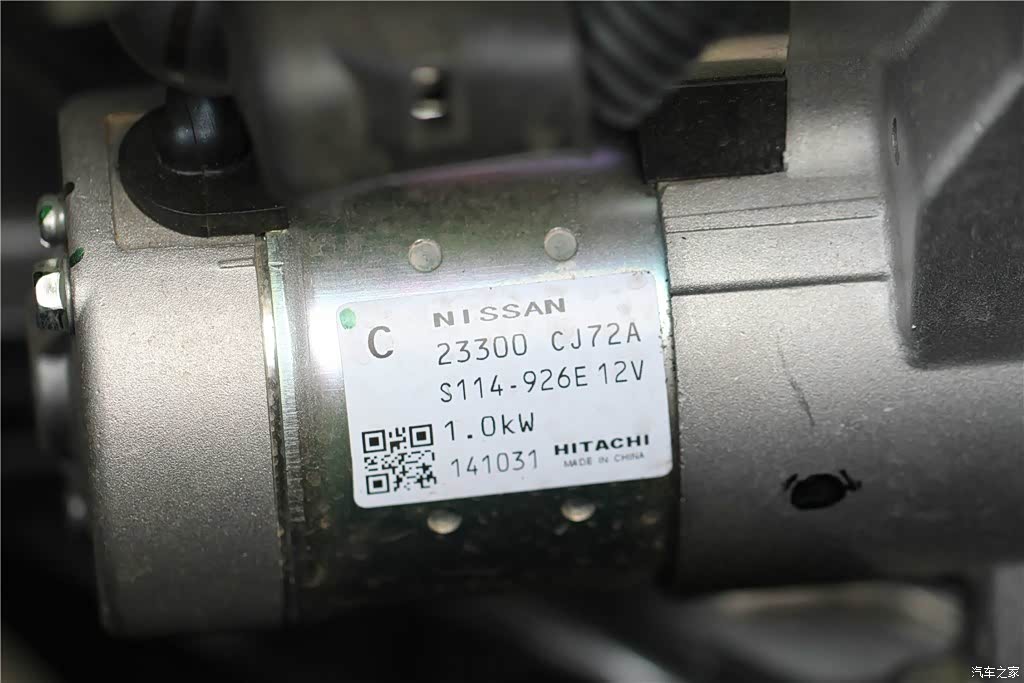 NISSAN
C
23300 CJ72A
S114-926E 12V
1.0kW
141031
HITACHI
MADE IN CHINA
汽车之家